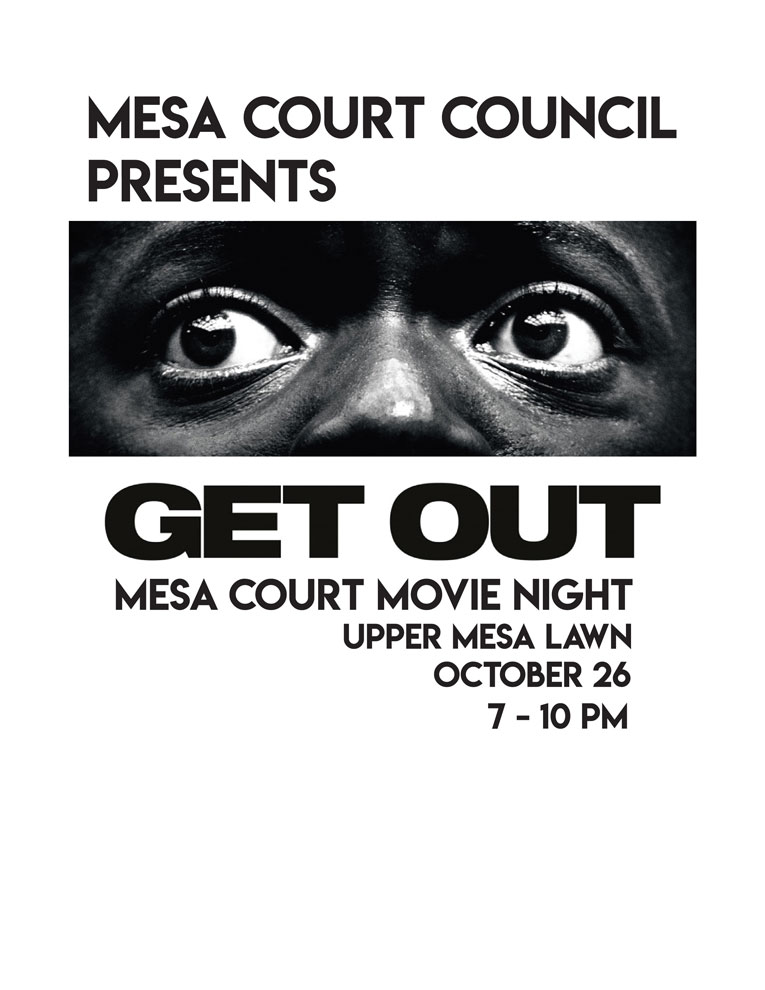 MESA COURT COUNCIL
PRESENTS
GET OUT
MESA COURT MOVIE NIGHT
UPPER MESA LAWN
OCTOBER 26
7 - 10 PM